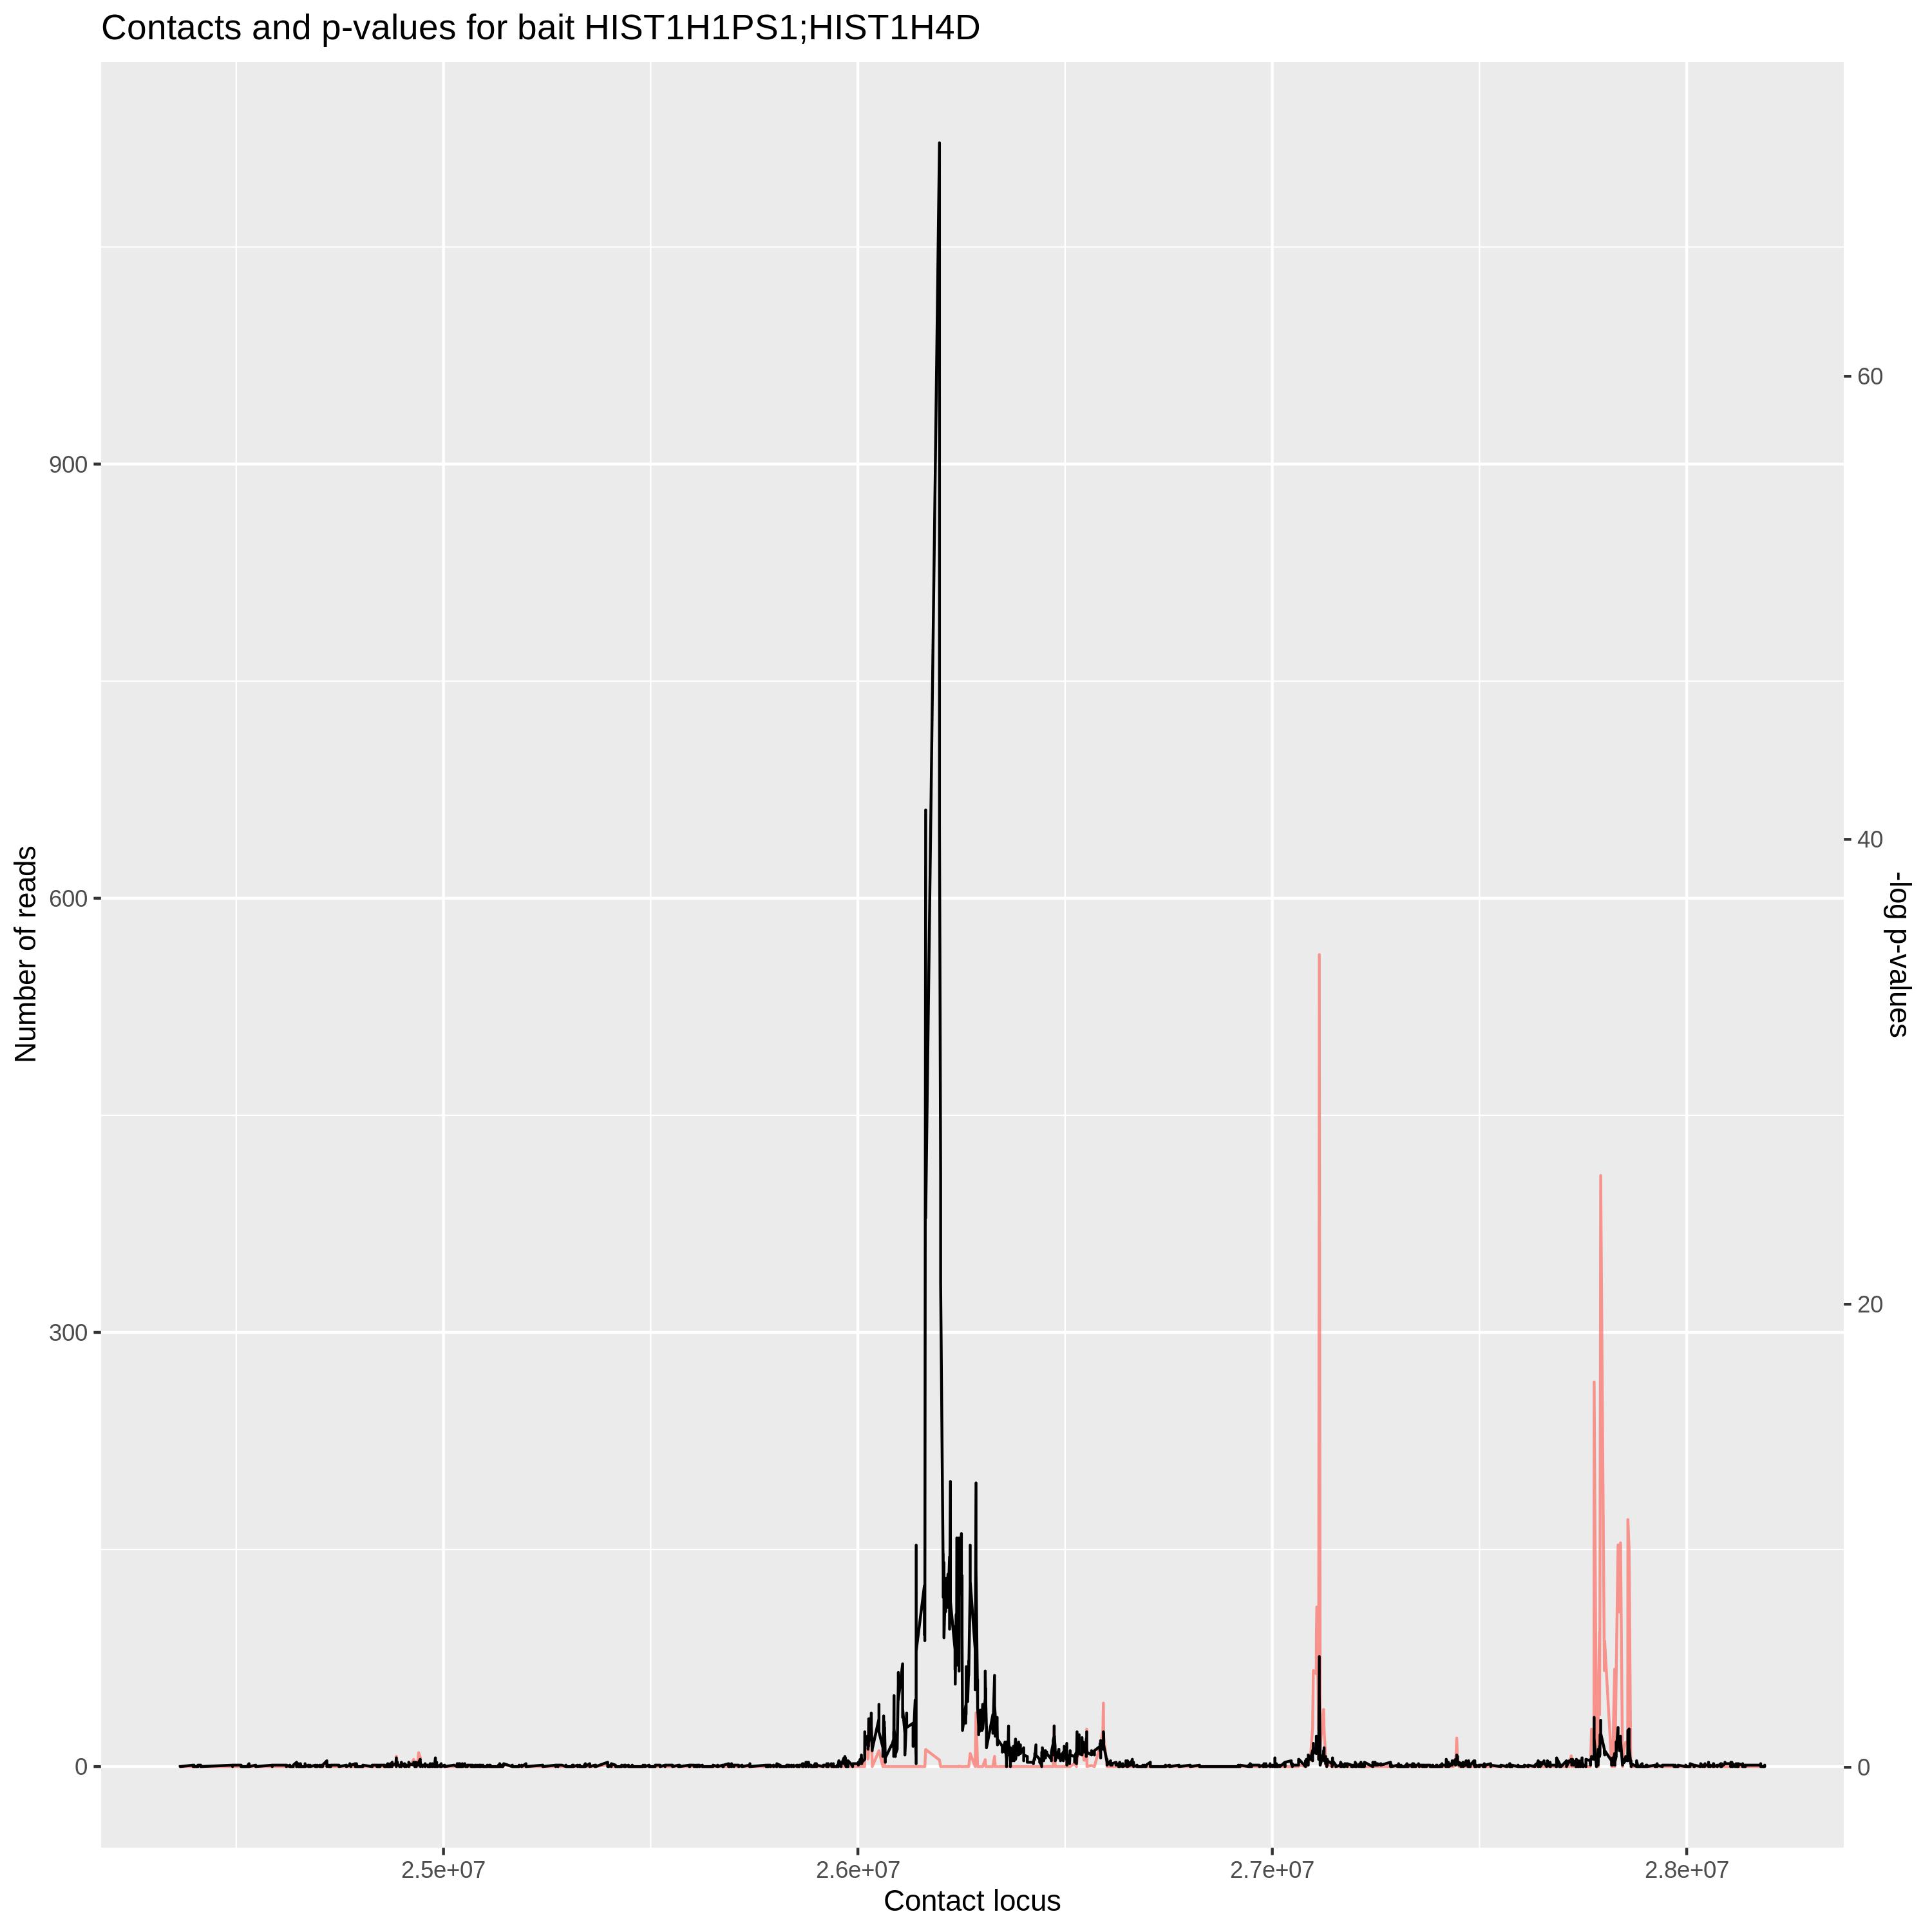 Contacts and p-values for bait HIST1H1PS1;HIST1H4D
Number of reads
900
600
300
0
60
40
20
0
-log p-values
2.5e+07
2.6e+07
2.7e+07
2.8e+07
Contact locus